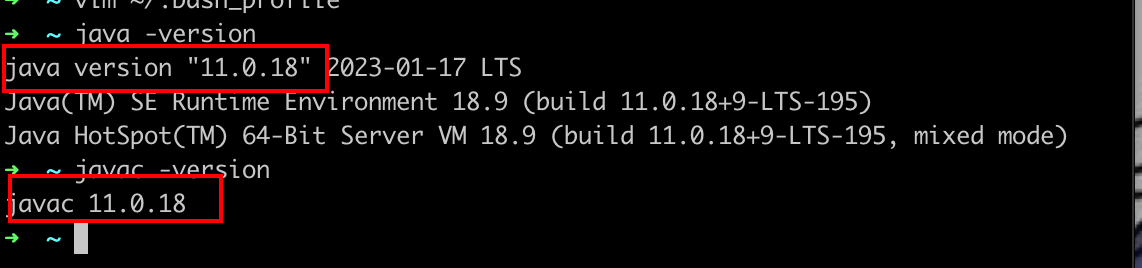 ➜ ~ vim ~/.bash_profile
➜ ~ java -version
java version "11.0.18" 2023-01-17 LTS
Java(TM) SE Runtime Environment 18.9 (build 11.0.18+9-LTS-195)
Java HotSpot(TM) 64-Bit Server VM 18.9 (build 11.0.18+9-LTS-195, mixed mode)
➜ ~ javac -version
javac 11.0.18
➜ ~